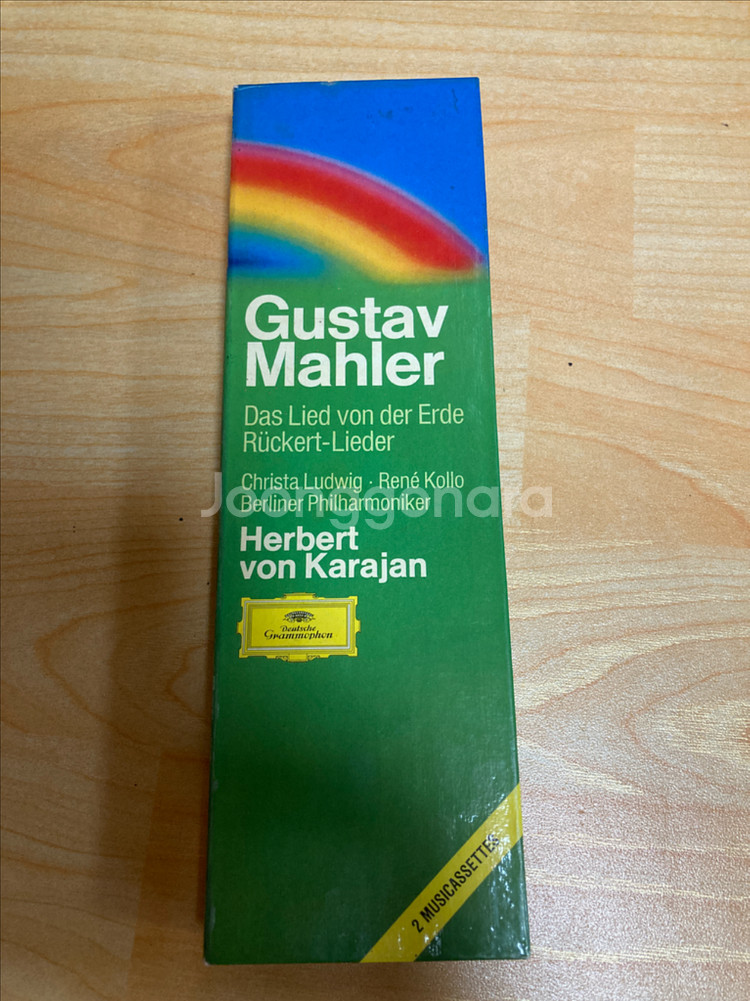 Gustav
Mahler
Das Lied von der Erde
Rückert-Lieder
Christa Ludwig · René Kollo
Berliner Philharmoniker
Joonggonara
Herbert
von Karajan
Deutsche
Grammophon
2 MUSICASSETTES